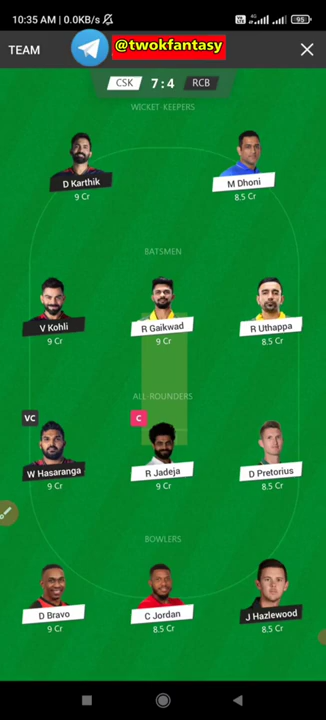 10:35 AM | 0.0KB/s
4G
95
TEAM
@twokfantasy
CSK 7:4 RCB
WICKET-KEEPERS
D Karthik
9 Cr
M Dhoni
8.5 Cr
BATSMEN
V Kohli
9 Cr
R Gaikwad
9 Cr
R Uthappa
8.5 Cr
ALL-ROUNDERS
VC
C
W Hasaranga
9 Cr
R Jadeja
9 Cr
D Pretorius
8.5 Cr
BOWLERS
D Bravo
9 Cr
C Jordan
8.5 Cr
J Hazlewood
8.5 Cr